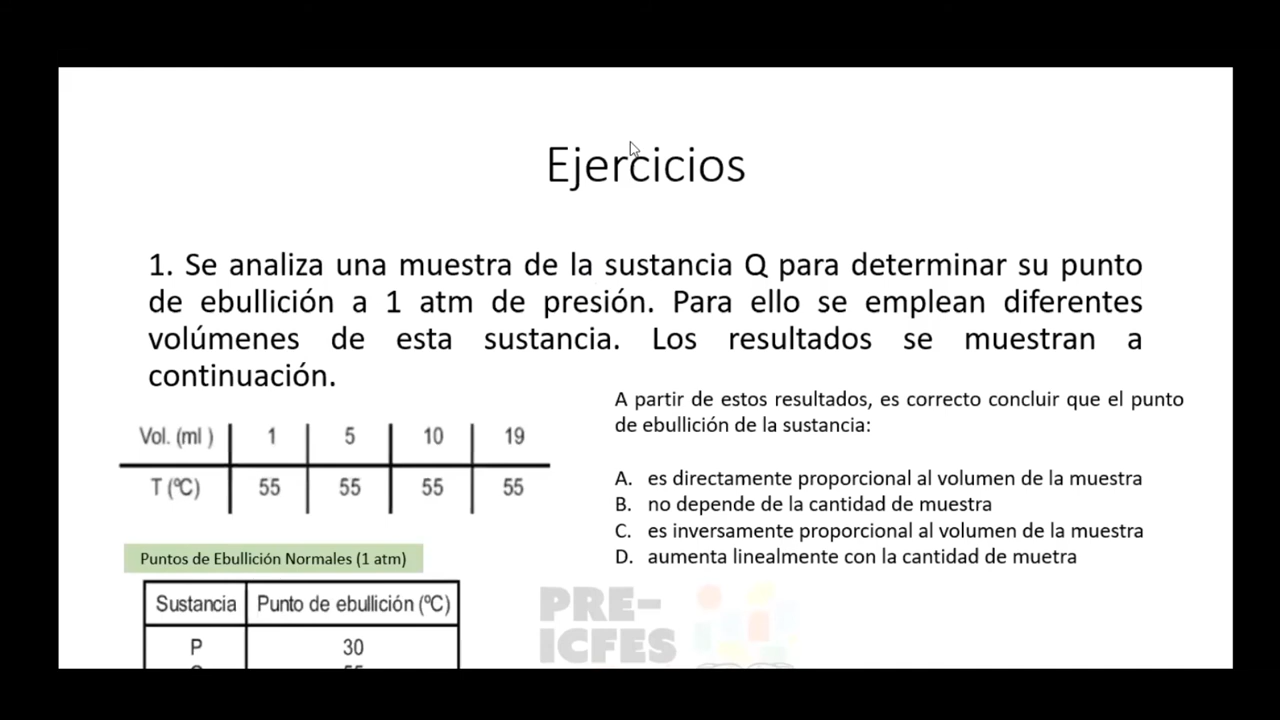 Ejercicios
1. Se analiza una muestra de la sustancia Q para determinar su punto
de ebullición a 1 atm de presión. Para ello se emplean diferentes
volúmenes de esta sustancia. Los resultados se muestran a
continuación.
Vol. (ml ) 1 5 10 19
T (ºC) 55 55 55 55
A partir de estos resultados, es correcto concluir que el punto
de ebullición de la sustancia:
A. es directamente proporcional al volumen de la muestra
B. no depende de la cantidad de muestra
C. es inversamente proporcional al volumen de la muestra
D. aumenta linealmente con la cantidad de muetra
Puntos de Ebullición Normales (1 atm)
Sustancia Punto de ebullición (ºC)
P 30
PRE-
ICFES